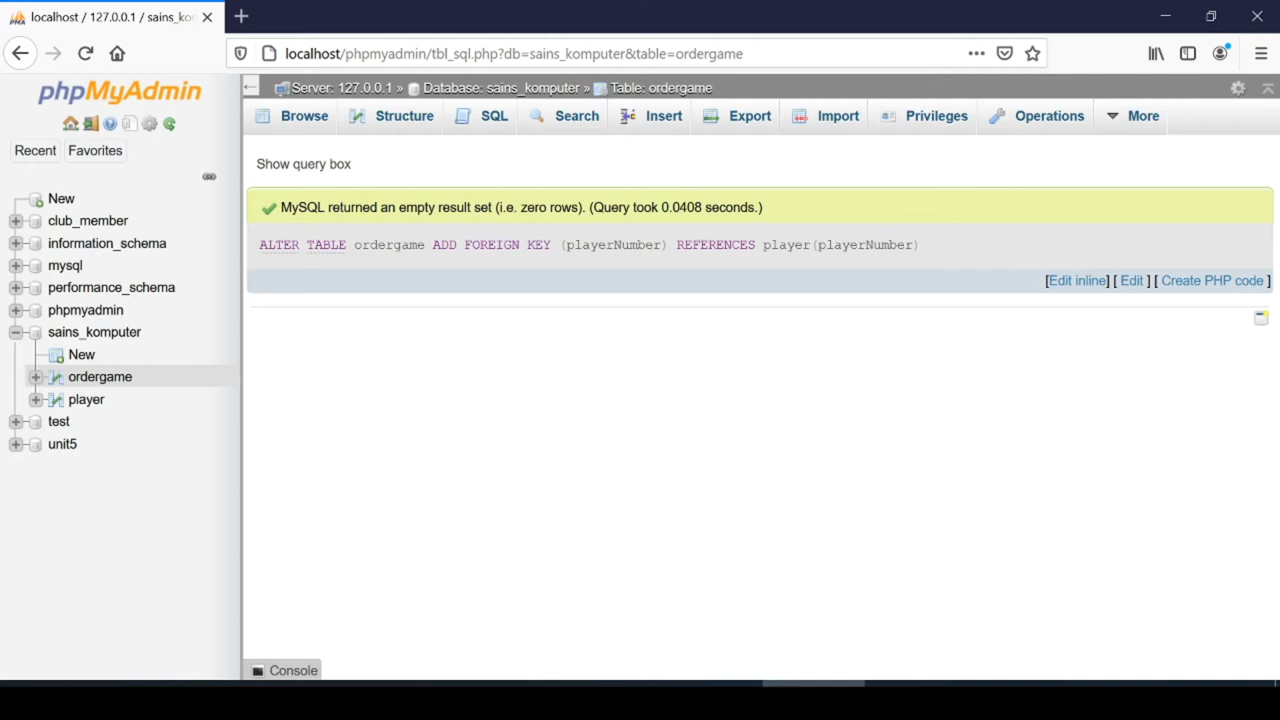 localhost / 127.0.0.1 / sains_ko
localhost/phpmyadmin/tbl_sql.php?db=sains_komputer&table=ordergame
phpMyAdmin
Recent
Favorites
New
club_member
information_schema
mysql
performance_schema
phpmyadmin
sains_komputer
New
ordergame
player
test
unit5
Server: 127.0.0.1 » Database: sains_komputer » Table: ordergame
Browse Structure SQL Search Insert Export Import Privileges Operations More
Show query box
MySQL returned an empty result set (i.e. zero rows). (Query took 0.0408 seconds.)
ALTER TABLE ordergame ADD FOREIGN KEY (playerNumber) REFERENCES player(playerNumber)
[Edit inline] [ Edit ] [ Create PHP code ]
Console